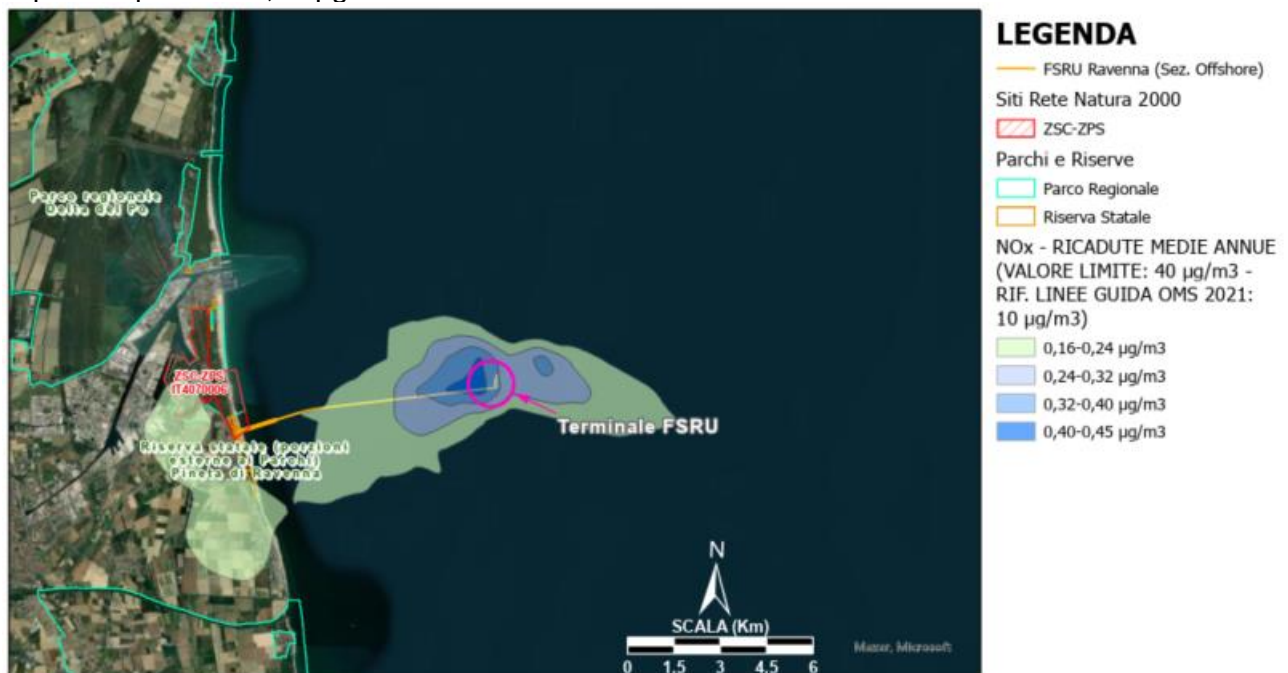 LEGENDA
FSRU Ravenna (Sez. Offshore)
Siti Rete Natura 2000
ZSC-ZPS
Parchi e Riserve
Parco Regionale
Riserva Statale
NOx - RICADUTE MEDIE ANNUE
(VALORE LIMITE: 40 µg/m3 -
RIF. LINEE GUIDA OMS 2021:
10 µg/m3)
0,16-0,24 µg/m3
0,24-0,32 µg/m3
0,32-0,40 µg/m3
0,40-0,45 µg/m3
Parco regionale
Delta del Po
ZSC-ZPS
IT4070006
Riserva statale (porzioni
esterne ai Parchi)
Pineta di Ravenna
Terminale FSRU
N
SCALA (Km)
0 1.5 3 4.5 6
Maxar, Microsoft